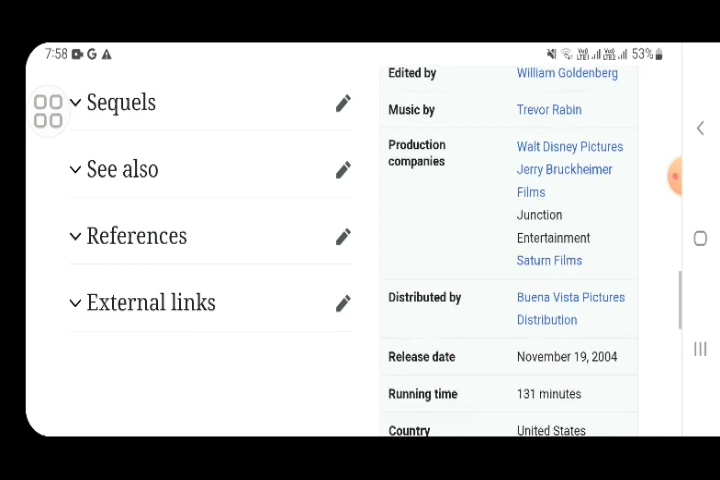 7:58 G 53%
Sequels
See also
References
External links
Edited by William Goldenberg
Music by Trevor Rabin
Production Walt Disney Pictures
companies Jerry Bruckheimer
Films
Junction
Entertainment
Saturn Films
Distributed by Buena Vista Pictures
Distribution
Release date November 19, 2004
Running time 131 minutes
Country United States